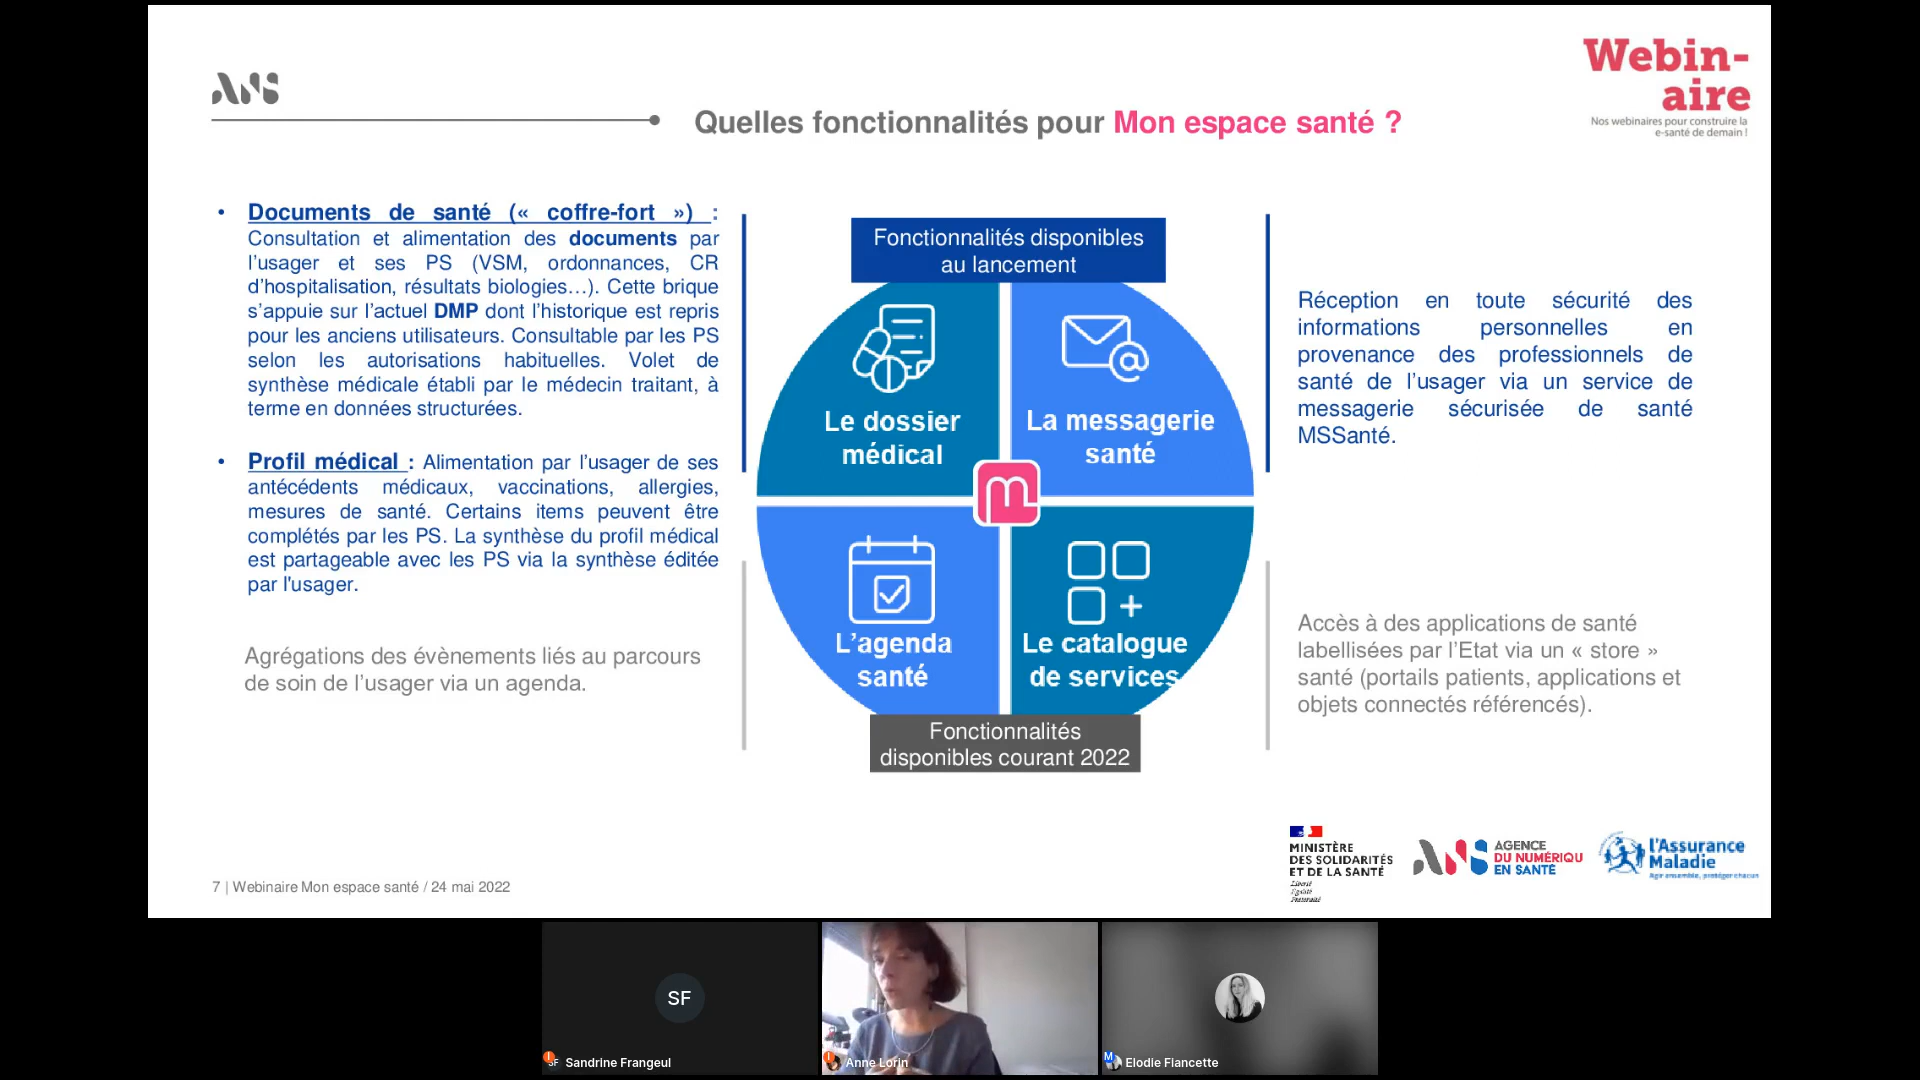 Webin-
aire
Nos webinaires pour construire la
e-santé de demain !
ANS
Quelles fonctionnalités pour Mon espace santé ?
• Documents de santé (« coffre-fort ») :
Consultation et alimentation des documents par
l’usager et ses PS (VSM, ordonnances, CR
d’hospitalisation, résultats biologies…). Cette brique
s’appuie sur l’actuel DMP dont l’historique est repris
pour les anciens utilisateurs. Consultable par les PS
selon les autorisations habituelles. Volet de
synthèse médicale établi par le médecin traitant, à
terme en données structurées.
• Profil médical : Alimentation par l’usager de ses
antécédents médicaux, vaccinations, allergies,
mesures de santé. Certains items peuvent être
complétés par les PS. La synthèse du profil médical
est partageable avec les PS via la synthèse éditée
par l'usager.
Agrégations des évènements liés au parcours
de soin de l’usager via un agenda.
Fonctionnalités disponibles
au lancement
Le dossier
médical
La messagerie
santé
m
L’agenda
santé
Le catalogue
de services
Fonctionnalités
disponibles courant 2022
Réception en toute sécurité des
informations personnelles en
provenance des professionnels de
santé de l’usager via un service de
messagerie sécurisée de santé
MSSanté.
Accès à des applications de santé
labellisées par l’Etat via un « store »
santé (portails patients, applications et
objets connectés référencés).
7 | Webinaire Mon espace santé / 24 mai 2022
MINISTÈRE
DES SOLIDARITÉS
ET DE LA SANTÉ
Liberté
Égalité
Fraternité
ANS
AGENCE
DU NUMÉRIQU
EN SANTÉ
l’Assurance
Maladie
Agir ensemble, protéger chacun
SF
SF Sandrine Frangeul
Anne Lorin
M Elodie Fiancette